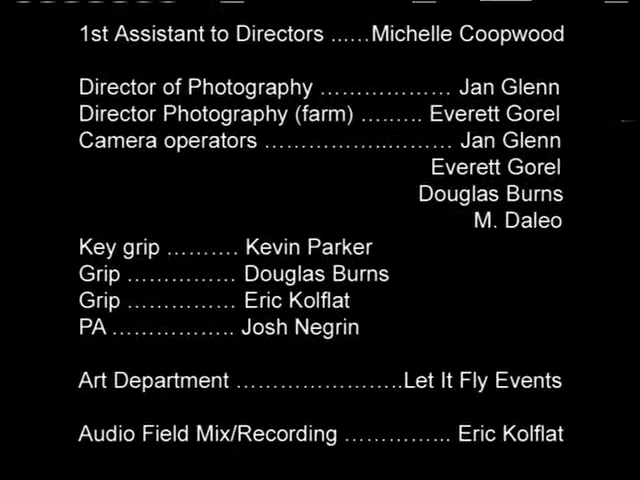 1st Assistant to Directors ...…Michelle Coopwood
Director of Photography ……………… Jan Glenn
Director Photography (farm) …..….. Everett Gorel
Camera operators ……………..……… Jan Glenn
Everett Gorel
Douglas Burns
M. Daleo
Key grip ………. Kevin Parker
Grip …………… Douglas Burns
Grip …………… Eric Kolflat
PA …………….. Josh Negrin
Art Department …………………..Let It Fly Events
Audio Field Mix/Recording ………….. Eric Kolflat